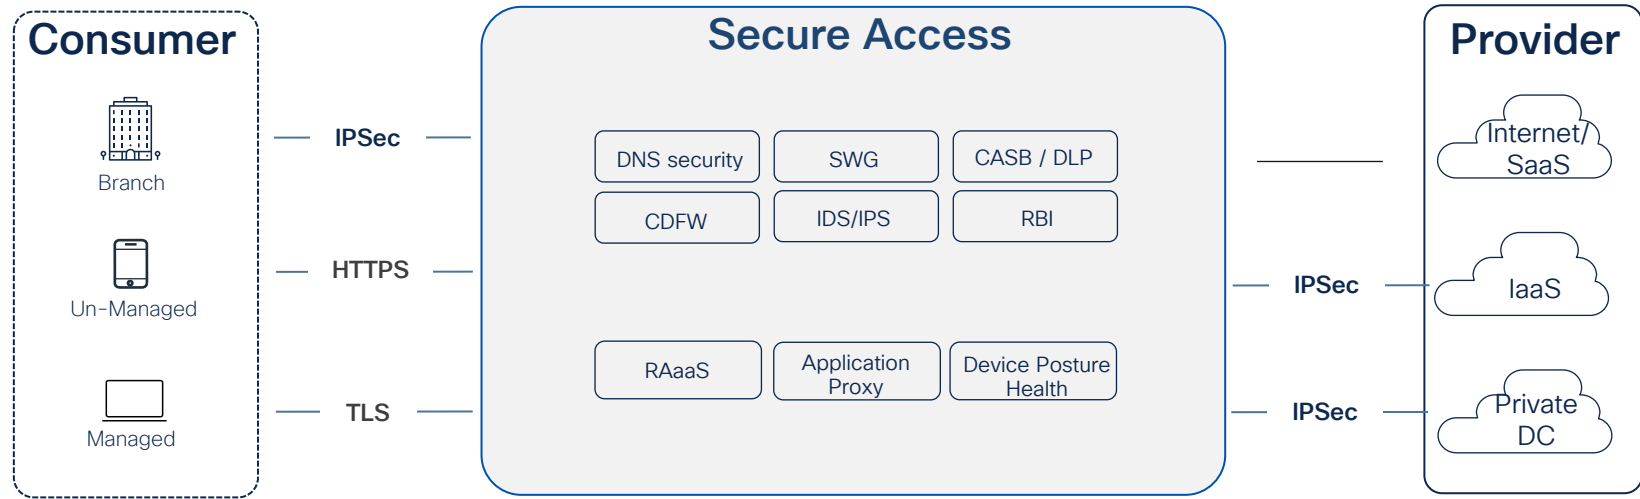 Consumer
Branch
Un-Managed
Managed
IPSec
HTTPS
TLS
Secure Access
DNS security
SWG
CASB / DLP
CDFW
IDS/IPS
RBI
RAaaS
Application
Proxy
Device Posture
Health
IPSec
IPSec
Provider
Internet/
SaaS
IaaS
Private
DC